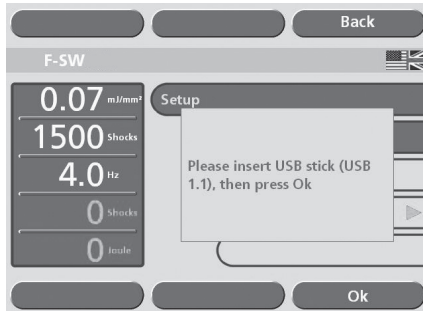 Back
F-SW
0.07 mJ/mm²
Setup
1500 Shocks
4.0 Hz
Please insert USB stick (USB
1.1), then press Ok
0 Shocks
0 Joule
Ok